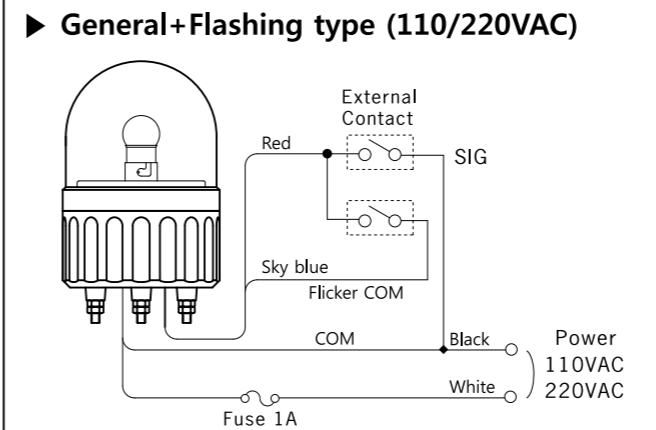 ▶ General+Flashing type (110/220VAC)
External
Contact
Red
SIG
Sky blue
Flicker COM
COM
Black
Power
110VAC
220VAC
White
Fuse 1A